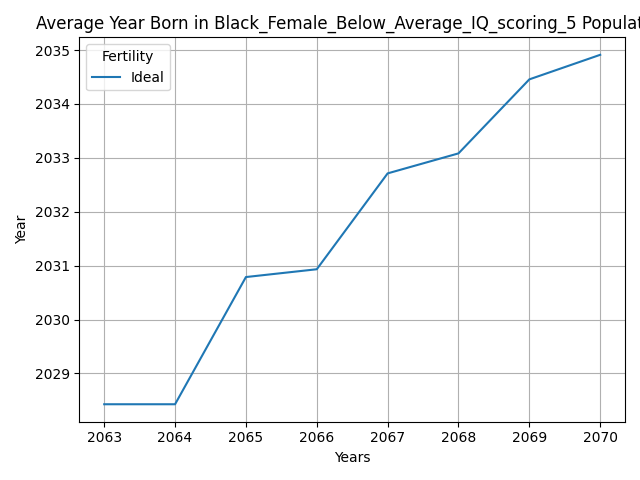 Average Year Born in Black_Female_Below_Average_IQ_scoring_5 Populat
Fertility
Ideal
Year
2035
2034
2033
2032
2031
2030
2029
2063 2064 2065 2066 2067 2068 2069 2070
Years